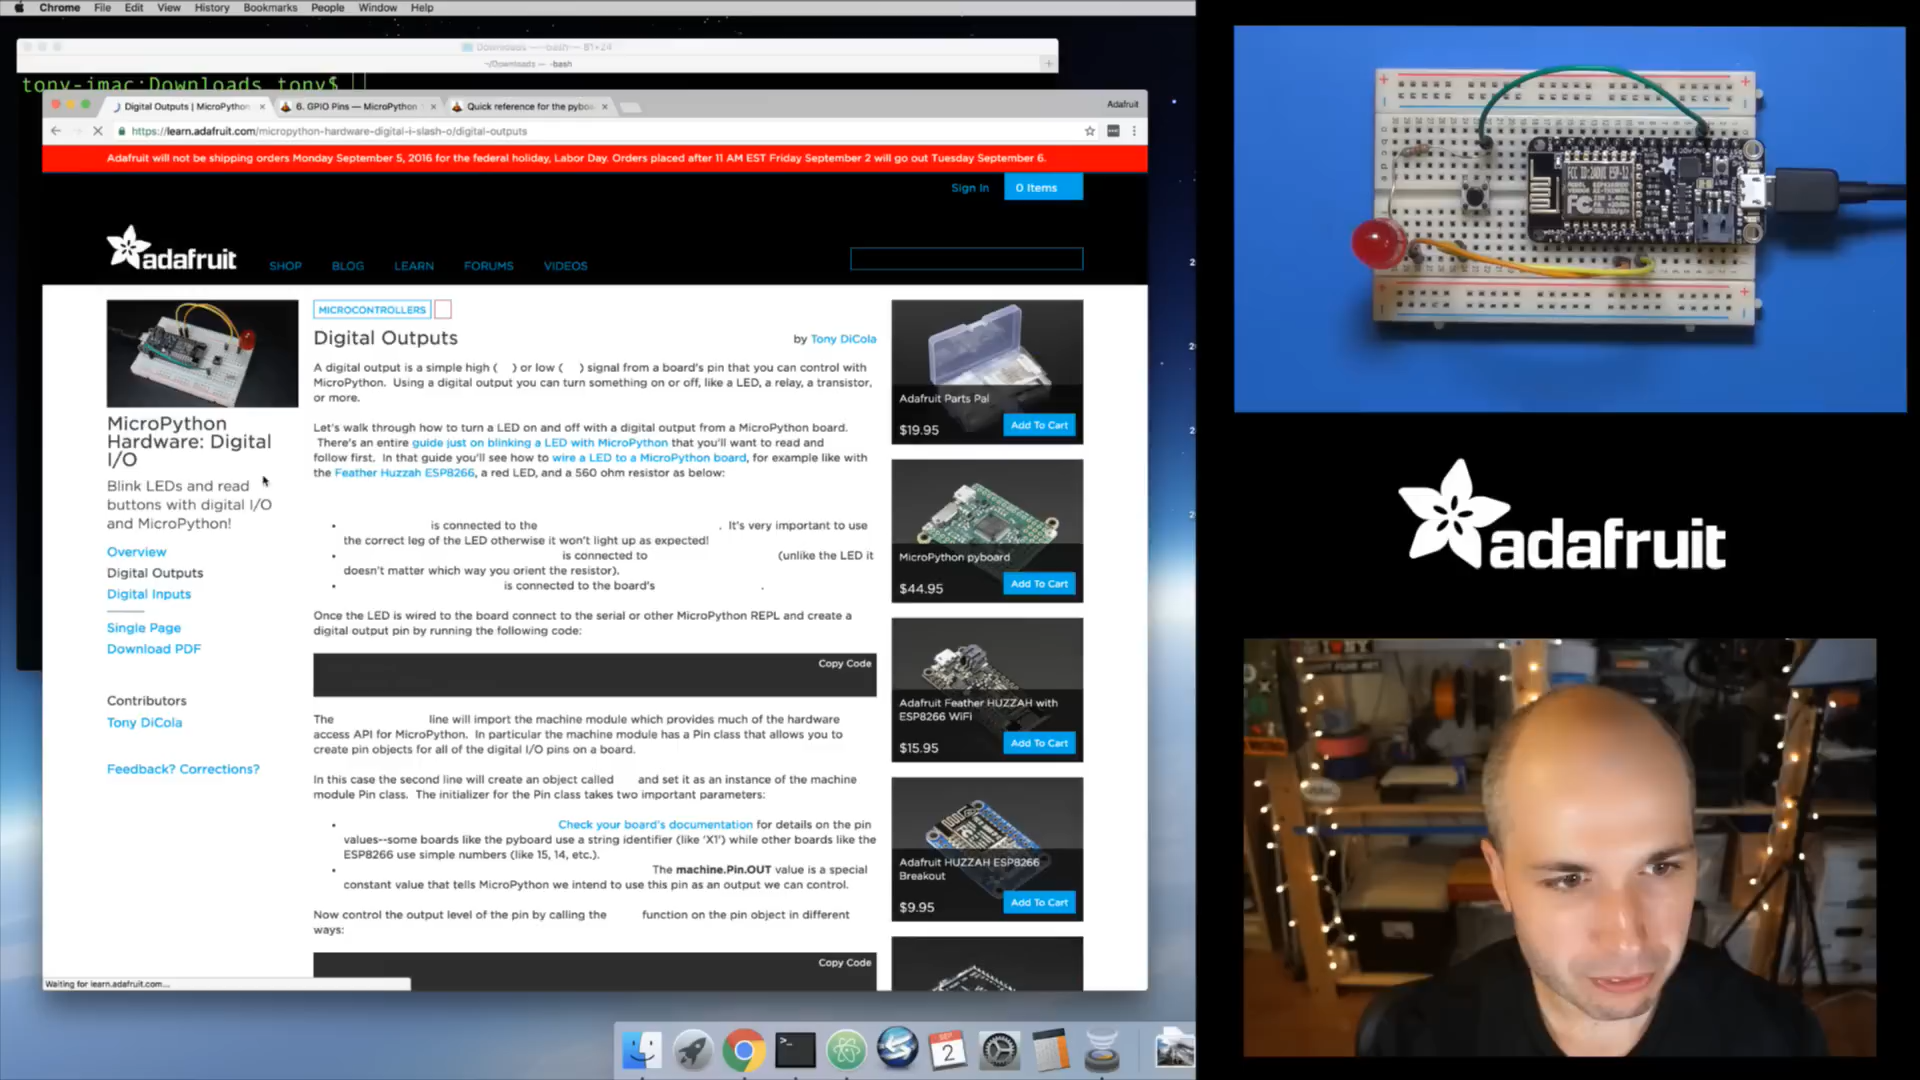 Chrome File Edit View History Bookmarks People Window Help
Downloads — -bash — 81×24
~/Downloads — -bash
tony-imac:Downloads tony$
Digital Outputs | MicroPython
6. GPIO Pins — MicroPython
Quick reference for the pyboa
Adafruit
https://learn.adafruit.com/micropython-hardware-digital-i-slash-o/digital-outputs
Adafruit will not be shipping orders Monday September 5, 2016 for the federal holiday, Labor Day. Orders placed after 11 AM EST Friday September 2 will go out Tuesday September 6.
Sign In
0 Items
adafruit
SHOP BLOG LEARN FORUMS VIDEOS
MicroPython
Hardware: Digital
I/O
Blink LEDs and read
buttons with digital I/O
and MicroPython!
Overview
Digital Outputs
Digital Inputs
Single Page
Download PDF
Contributors
Tony DiCola
Feedback? Corrections?
MICROCONTROLLERS
Digital Outputs
by Tony DiCola
A digital output is a simple high ( ) or low ( ) signal from a board's pin that you can control with
MicroPython. Using a digital output you can turn something on or off, like a LED, a relay, a transistor,
or more.
Let's walk through how to turn a LED on and off with a digital output from a MicroPython board.
There's an entire guide just on blinking a LED with MicroPython that you'll want to read and
follow first. In that guide you'll see how to wire a LED to a MicroPython board, for example like with
the Feather Huzzah ESP8266, a red LED, and a 560 ohm resistor as below:
• is connected to the . It's very important to use
the correct leg of the LED otherwise it won't light up as expected!
• is connected to (unlike the LED it
doesn't matter which way you orient the resistor).
• is connected to the board's .
Once the LED is wired to the board connect to the serial or other MicroPython REPL and create a
digital output pin by running the following code:
Copy Code
The line will import the machine module which provides much of the hardware
access API for MicroPython. In particular the machine module has a Pin class that allows you to
create pin objects for all of the digital I/O pins on a board.
In this case the second line will create an object called and set it as an instance of the machine
module Pin class. The initializer for the Pin class takes two important parameters:
• Check your board's documentation for details on the pin
values--some boards like the pyboard use a string identifier (like 'X1') while other boards like the
ESP8266 use simple numbers (like 15, 14, etc.).
• The machine.Pin.OUT value is a special
constant value that tells MicroPython we intend to use this pin as an output we can control.
Now control the output level of the pin by calling the function on the pin object in different
ways:
Copy Code
Adafruit Parts Pal
$19.95
Add To Cart
MicroPython pyboard
$44.95
Add To Cart
Adafruit Feather HUZZAH with
ESP8266 WiFi
$15.95
Add To Cart
Adafruit HUZZAH ESP8266
Breakout
$9.95
Add To Cart
Waiting for learn.adafruit.com...
SEP
2
adafruit